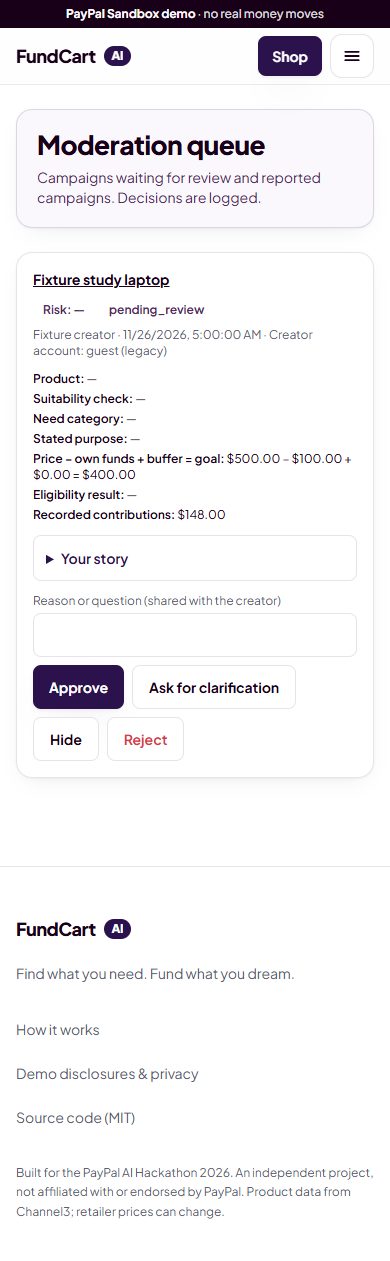 PayPal Sandbox demo · no real money moves
FundCart AI
Shop
Moderation queue
Campaigns waiting for review and reported
campaigns. Decisions are logged.
Fixture study laptop
Risk: — pending_review
Fixture creator · 11/26/2026, 5:00:00 AM · Creator
account: guest (legacy)
Product: —
Suitability check: —
Need category: —
Stated purpose: —
Price − own funds + buffer = goal: $500.00 − $100.00 +
$0.00 = $400.00
Eligibility result: —
Recorded contributions: $148.00
Your story
Reason or question (shared with the creator)
Approve
Ask for clarification
Hide
Reject
FundCart AI
Find what you need. Fund what you dream.
How it works
Demo disclosures & privacy
Source code (MIT)
Built for the PayPal AI Hackathon 2026. An independent project,
not affiliated with or endorsed by PayPal. Product data from
Channel3; retailer prices can change.